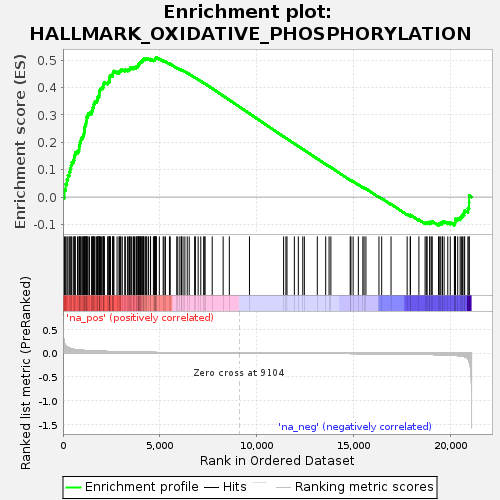 Enrichment plot:
HALLMARK_OXIDATIVE_PHOSPHORYLATION
Enrichment score (ES)
0.5
0.4
0.3
0.2
0.1
0.0
-0.1
Ranked list metric (PreRanked)
'na_pos' (positively correlated)
0.5
0.0
-0.5
-1.0
-1.5
Zero cross at 9104
'na_neg' (negatively correlated)
0
5,000
10,000
15,000
20,000
Rank in Ordered Dataset
Enrichment profile
Hits
Ranking metric scores